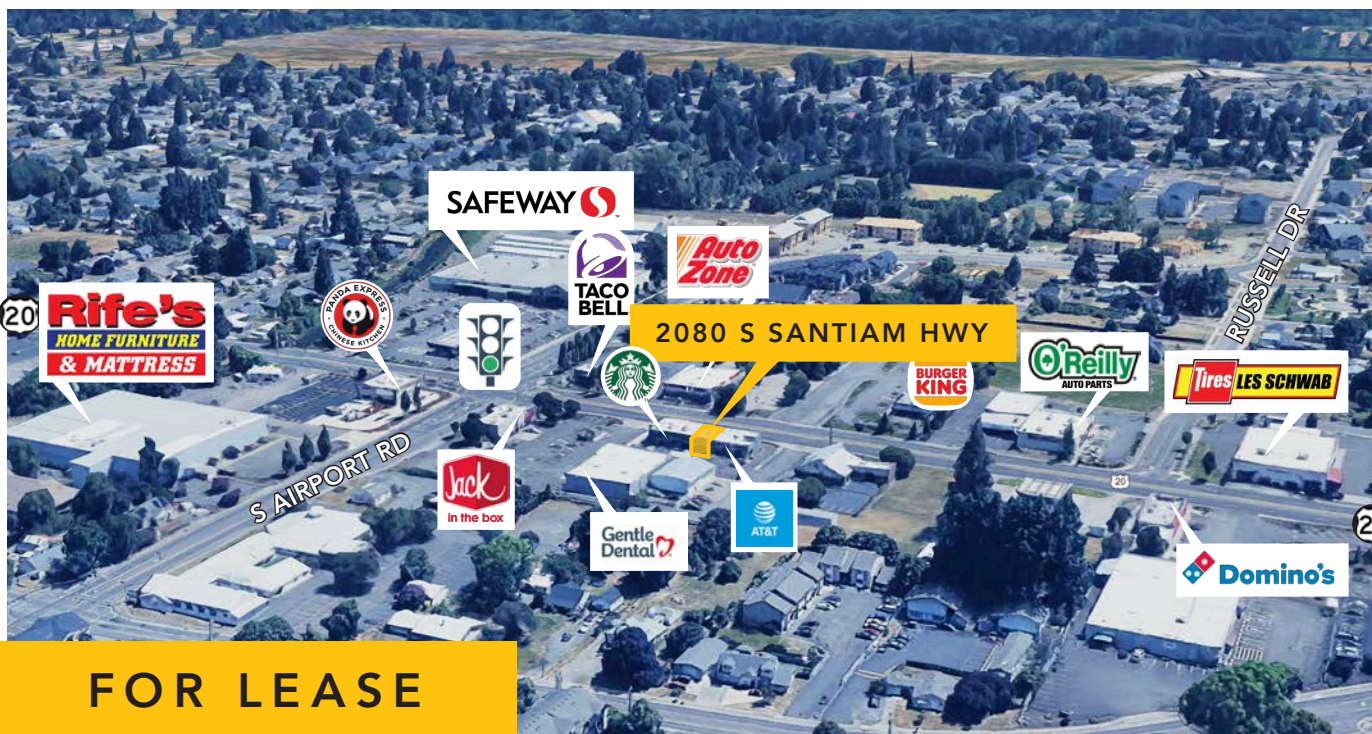 SAFEWAY
TACO
BELL
Auto
Zone
20
Rife's
HOME FURNITURE
& MATTRESS
PANDA EXPRESS
CHINESE KITCHEN
2080 S SANTIAM HWY
BURGER
KING
O'Reilly
AUTO PARTS
RUSSELL DR
Tires LES SCHWAB
S AIRPORT RD
Jack
in the box
Gentle
Dental
AT&T
20
Domino's
FOR LEASE